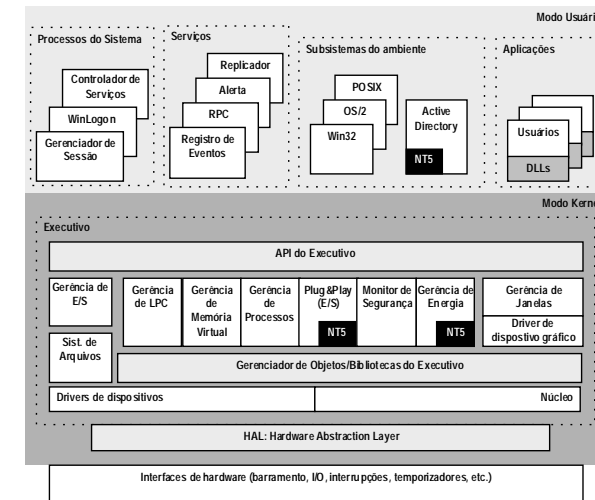 Modo Usuári
Processos do Sistema
Controlador de
Serviços
WinLogon
Gerenciador de
Sessão
Serviços
Replicador
Alerta
RPC
Registro de
Eventos
Subsistemas do ambiente
POSIX
OS/2
Win32
Active
Directory
NT5
Aplicações
Usuários
DLLs
Modo Kerne
Executivo
API do Executivo
Gerência de
E/S
Sist. de
Arquivos
Gerência
de LPC
Gerência
de
Memória
Virtual
Gerência
de
Processos
Plug&Play
(E/S)
NT5
Monitor de
Segurança
Gerência de
Energia
NT5
Gerência de
Janelas
Driver de
dispostivo gráfico
Gerenciador de Objetos/Bibliotecas do Executivo
Drivers de dispositivos
Núcleo
HAL: Hardware Abstraction Layer
Interfaces de hardware (barramento, I/O, interrupções, temporizadores, etc.)